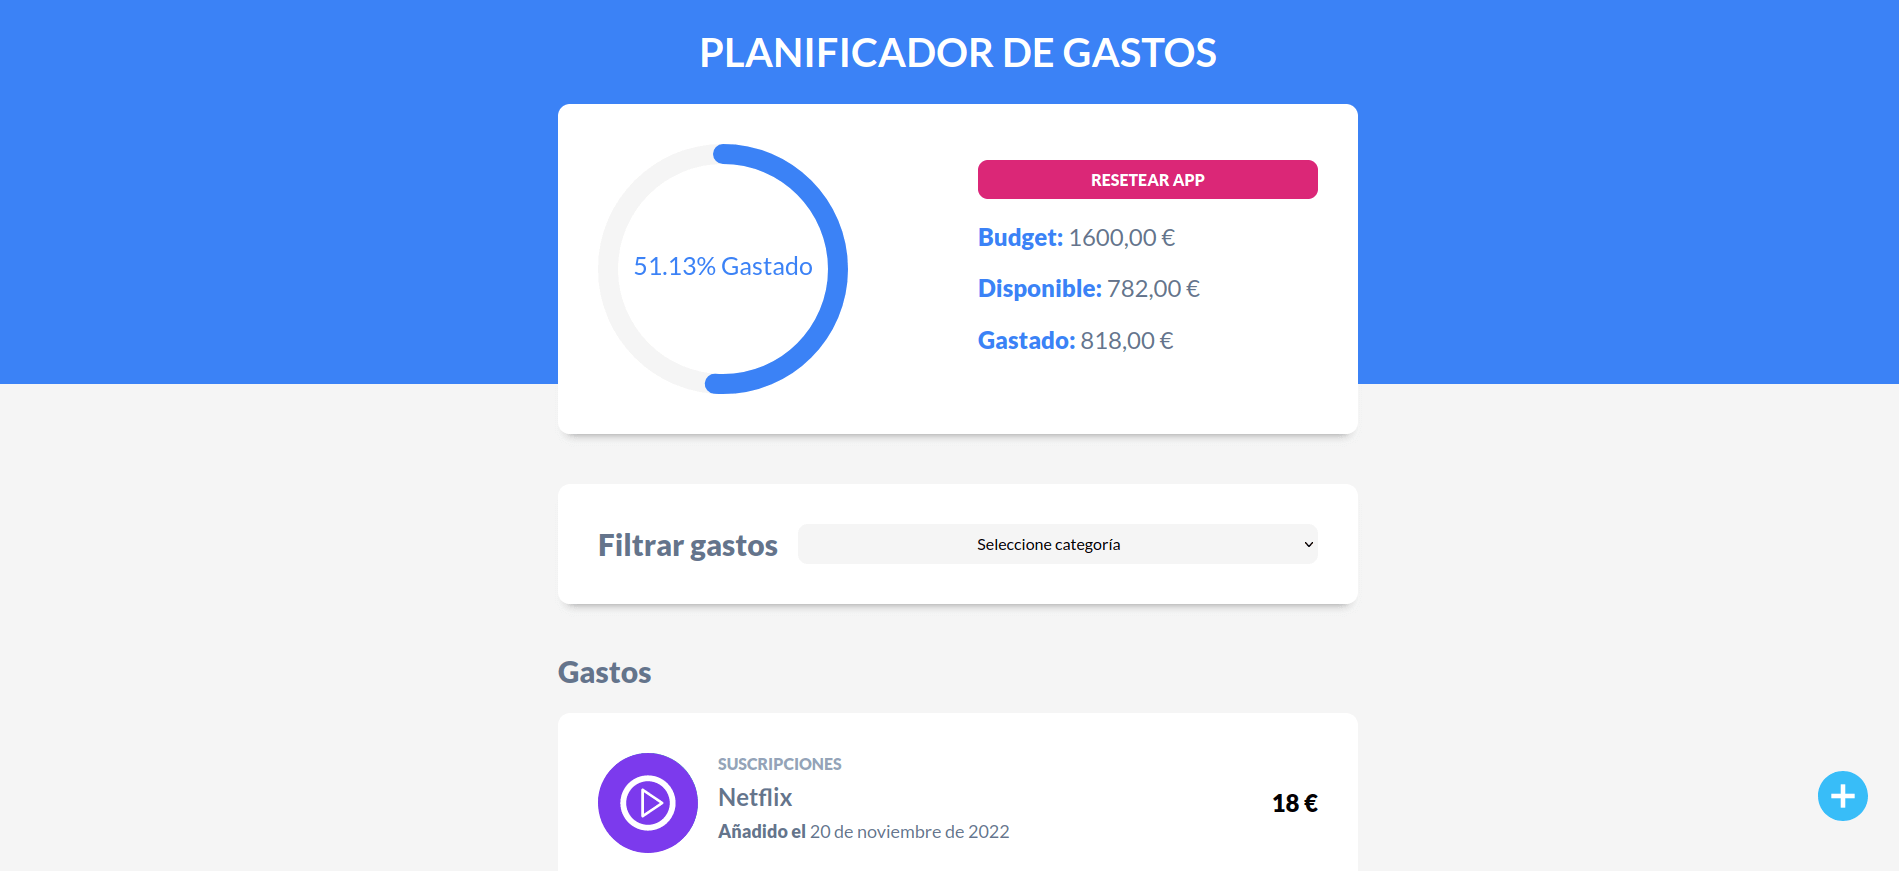 PLANIFICADOR DE GASTOS
51.13% Gastado
RESETEAR APP
Budget: 1600,00 €
Disponible: 782,00 €
Gastado: 818,00 €
Filtrar gastos
Seleccione categoría
Gastos
SUSCRIPCIONES
Netflix
Añadido el 20 de noviembre de 2022
18 €